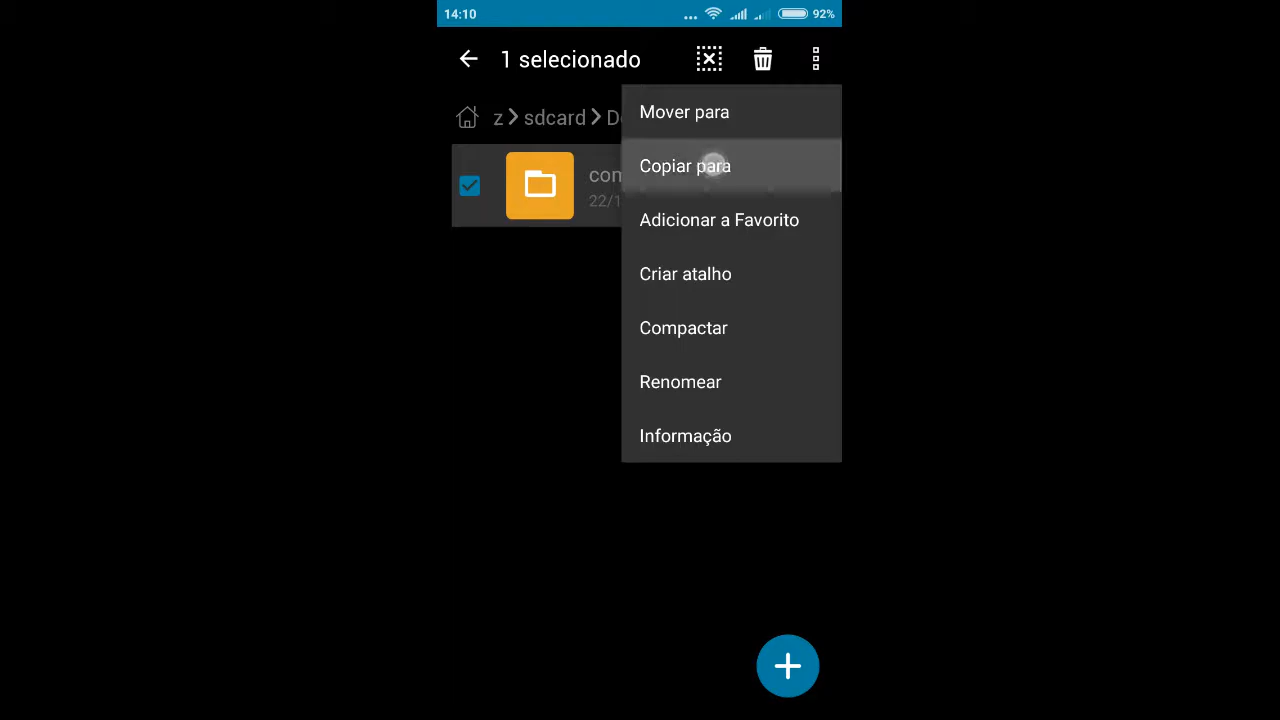 14:10
92%
1 selecionado
z
sdcard
Mover para
Copiar para
Adicionar a Favorito
Criar atalho
Compactar
Renomear
Informação